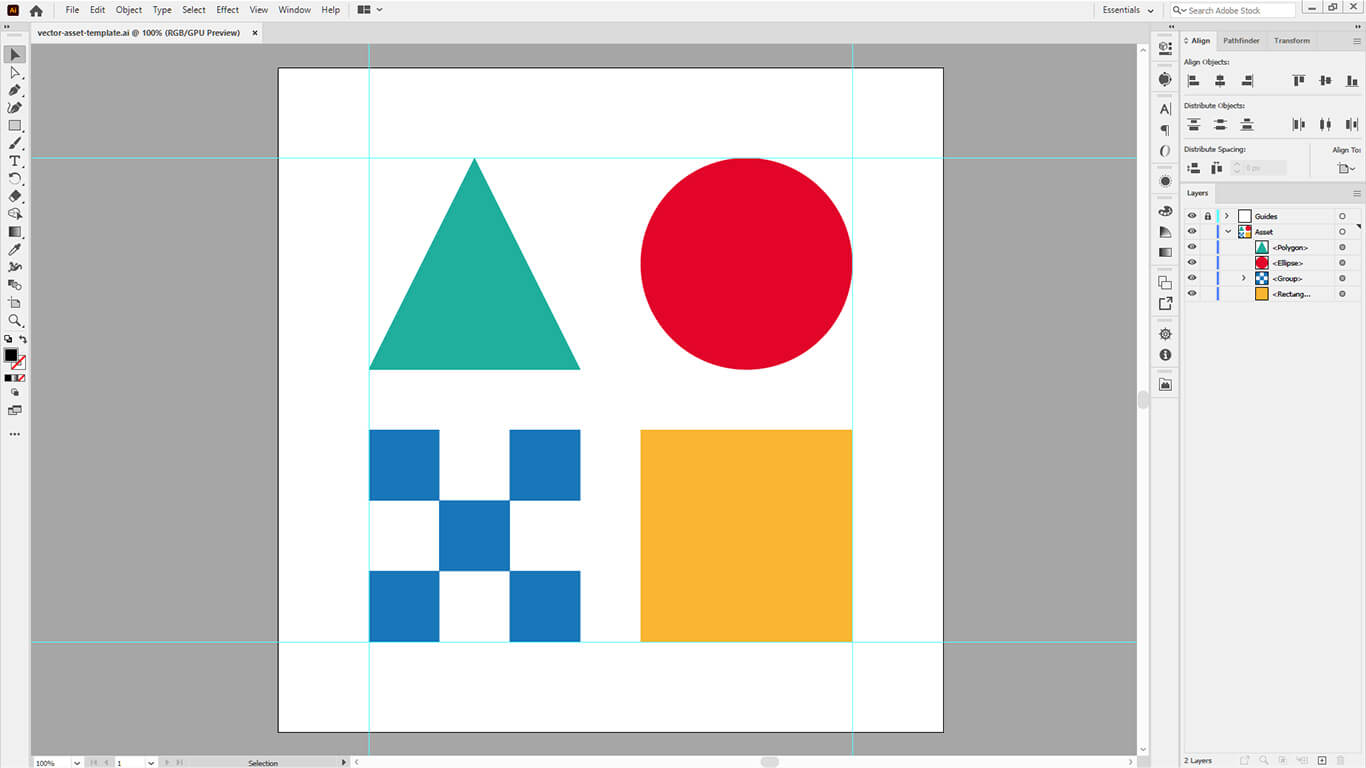 Ai File Edit Object Type Select Effect View Window Help Essentials Search Adobe Stock
vector-asset-template.ai @ 100% (RGB/GPU Preview) ×
Align Pathfinder Transform
Align Objects:
Distribute Objects:
Distribute Spacing: Align To:
0 px
Layers
Guides
Asset
<Polygon>
<Ellipse>
<Group>
<Rectang...
100% 1 Selection 2 Layers